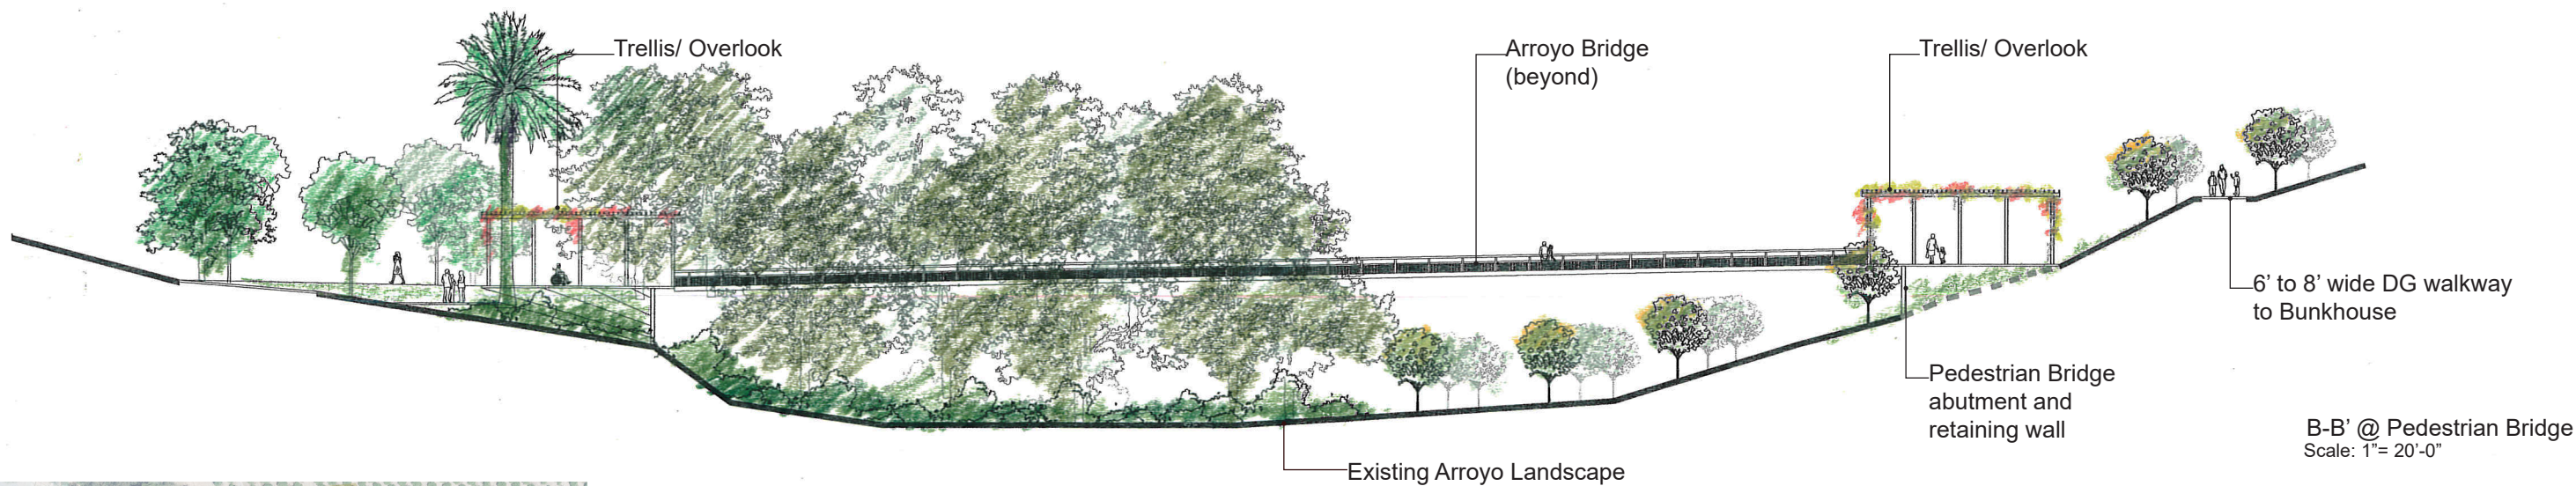 Trellis/ Overlook
Arroyo Bridge
(beyond)
Trellis/ Overlook
6’ to 8’ wide DG walkway
to Bunkhouse
Pedestrian Bridge
abutment and
retaining wall
B-B’ @ Pedestrian Bridge
Scale: 1”= 20’-0”
Existing Arroyo Landscape